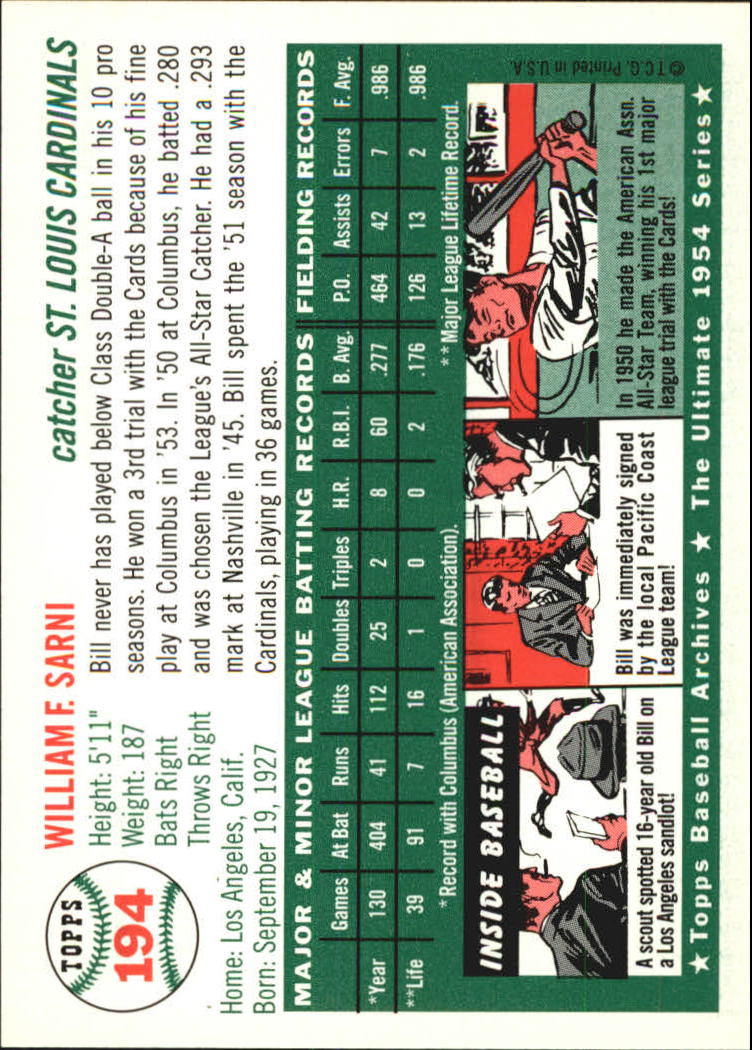 TOPPS
194
WILLIAM F. SARNI
catcher ST. LOUIS CARDINALS
Height: 5'11"
Weight: 187
Bats Right
Throws Right
Home: Los Angeles, Calif.
Born: September 19, 1927
Bill never has played below Class Double-A ball in his 10 pro
seasons. He won a 3rd trial with the Cards because of his fine
play at Columbus in '53. In '50 at Columbus, he batted .280
and was chosen the League's All-Star Catcher. He had a .293
mark at Nashville in '45. Bill spent the '51 season with the
Cardinals, playing in 36 games.
MAJOR & MINOR LEAGUE BATTING RECORDS FIELDING RECORDS
Games At Bat Runs Hits Doubles Triples H.R. R.B.I. B. Avg. P.O. Assists Errors F. Avg.
*Year 130 404 41 112 25 2 8 60 .277 464 42 7 .986
**Life 39 91 7 16 1 0 0 2 .176 126 13 2 .986
*Record with Columbus (American Association). **Major League Lifetime Record.
INSIDE BASEBALL
A scout spotted 16-year old Bill on
a Los Angeles sandlot!
Bill was immediately signed
by the local Pacific Coast
League team!
In 1950 he made the American Assn.
All-Star Team, winning his 1st major
league trial with the Cards!
© T.C.G. Printed in U.S.A.
★ Topps Baseball Archives ★ The Ultimate 1954 Series ★